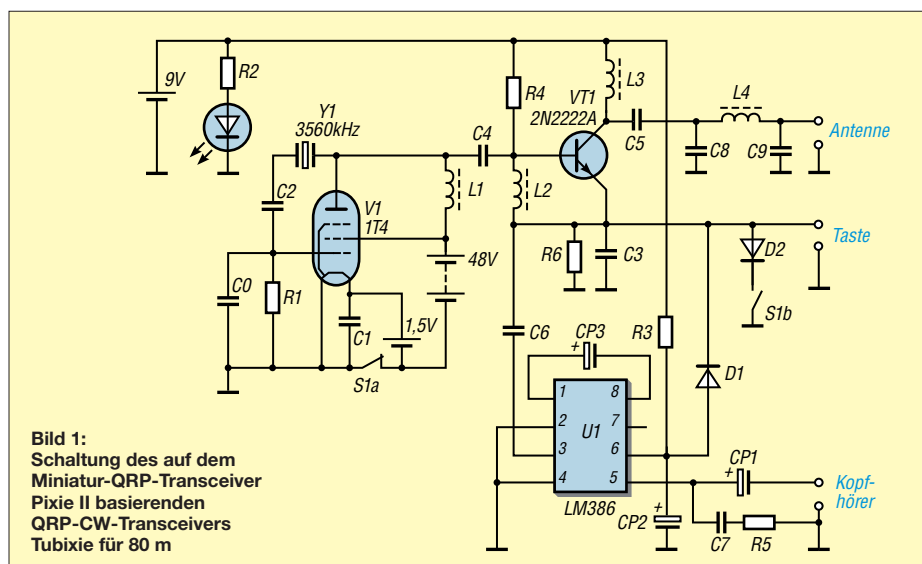 9V
R2
Y1
3560kHz
C4
R4
VT1
2N2222A
L3
C5
L4
C8
C9
Antenne
C2
V1
1T4
L1
L2
48V
C0
R1
C1
1,5V
S1a
R6
C3
Taste
D2
S1b
C6
CP3
+
R3
D1
1
2
3
4
8
7
6
5
U1
LM386
CP2
+
CP1
+
C7
R5
Kopf-
hörer
Bild 1:
Schaltung des auf dem
Miniatur-QRP-Transceiver
Pixie II basierenden
QRP-CW-Transceivers
Tubixie für 80 m